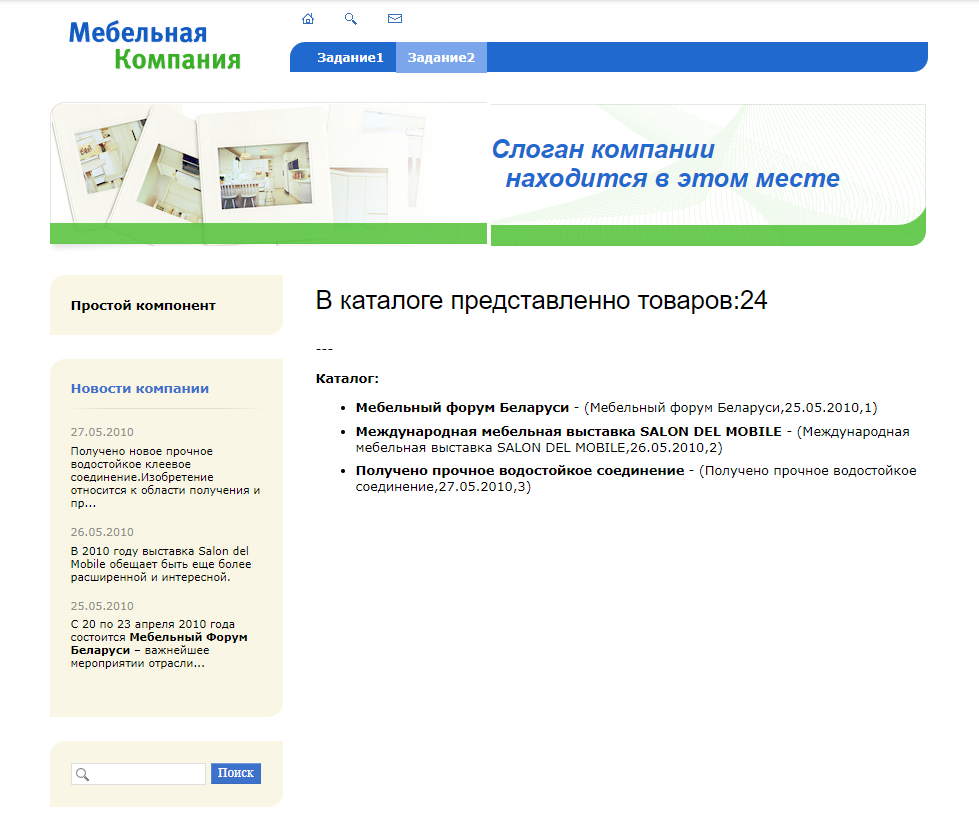 Мебельная
Компания
Задание1
Задание2
Слоган компании
находится в этом месте
Простой компонент
Новости компании
27.05.2010
Получено новое прочное
водостойкое клеевое
соединение.Изобретение
относится к области получения и
пр...
26.05.2010
В 2010 году выставка Salon del
Mobile обещает быть еще более
расширенной и интересной.
25.05.2010
С 20 по 23 апреля 2010 года
состоится Мебельный Форум
Беларуси – важнейшее
мероприятии отрасли...
Поиск
В каталоге представленно товаров:24
---
Каталог:
• Мебельный форум Беларуси - (Мебельный форум Беларуси,25.05.2010,1)
• Международная мебельная выставка SALON DEL MOBILE - (Международная
мебельная выставка SALON DEL MOBILE,26.05.2010,2)
• Получено прочное водостойкое соединение - (Получено прочное водостойкое
соединение,27.05.2010,3)